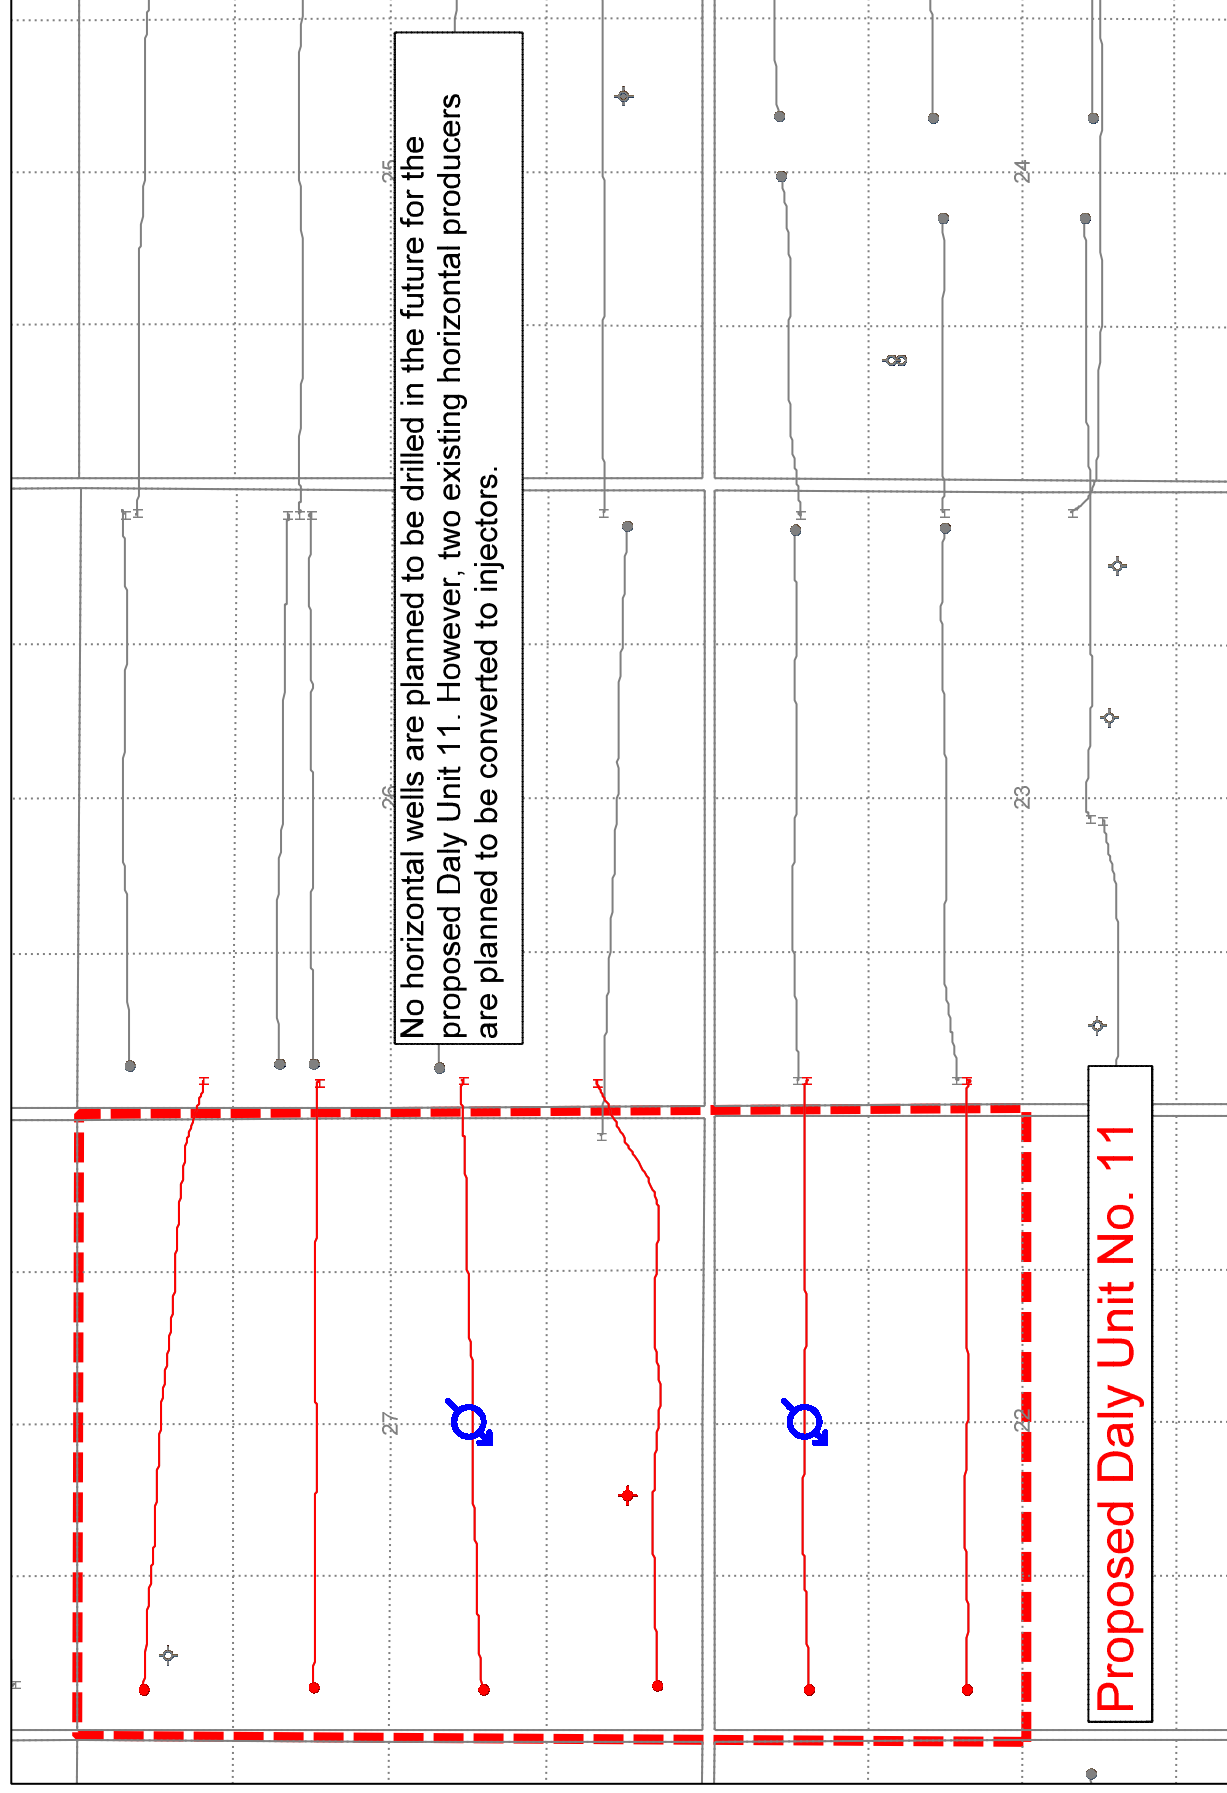 No horizontal wells are planned to be drilled in the future for the
proposed Daly Unit 11. However, two existing horizontal producers
are planned to be converted to injectors.
25
24
26
23
27
22
Proposed Daly Unit No. 11